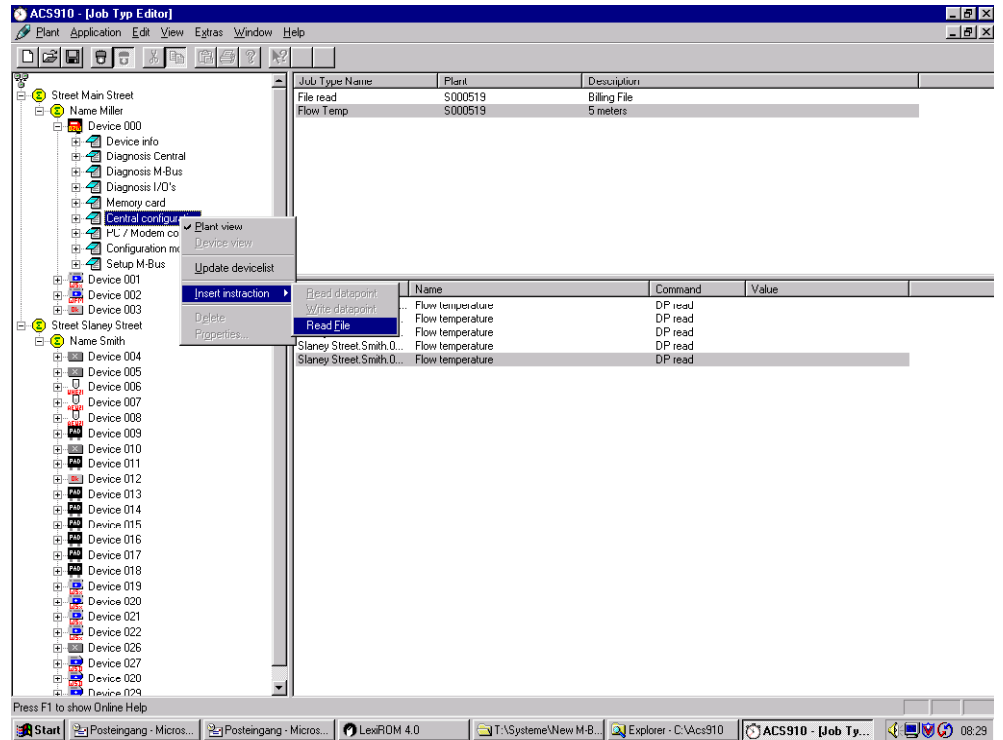 ACS910 - [Job Typ Editor]
Plant Application Edit View Extras Window Help
Street Main Street
Name Miller
Device 000
Device info
Diagnosis Central
Diagnosis M-Bus
Diagnosis I/O's
Memory card
Central configuration
PC / Modem co
Configuration mo
Setup M-Bus
Device 001
Device 002
Device 003
Street Slaney Street
Name Smith
Device 004
Device 005
Device 006
Device 007
Device 008
Device 009
Device 010
Device 011
Device 012
Device 013
Device 014
Device 015
Device 016
Device 017
Device 018
Device 019
Device 020
Device 021
Device 022
Device 026
Device 027
Device 020
Device 029
Plant view
Device view
Update devicelist
Insert instraction
Delete
Properties...
Read datapoint
Write datapoint
Read File
Job Type Name Plant Description
File read S000519 Billing File
Flow Temp S000519 5 meters
Name Command Value
Flow temperature DP read
Flow temperature DP read
Flow temperature DP read
Slaney Street.Smith.0... Flow temperature DP read
Slaney Street.Smith.0... Flow temperature DP read
Press F1 to show Online Help
Start Posteingang - Micros... Posteingang - Micros... LexiROM 4.0 T:\Systeme\New M-B... Explorer - C:\Acs910 ACS910 - [Job Ty... 08:29